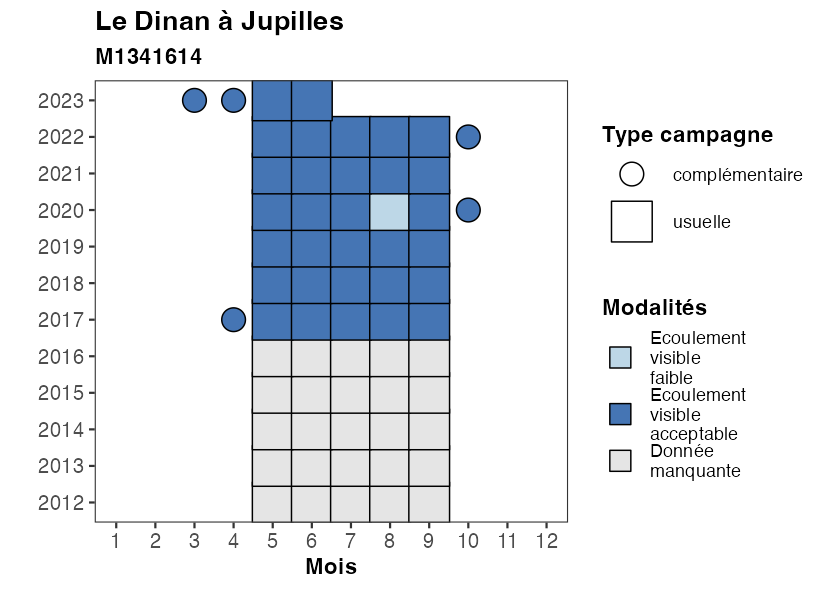 Le Dinan à Jupilles
M1341614
2023
2022
2021
2020
2019
2018
2017
2016
2015
2014
2013
2012
1 2 3 4 5 6 7 8 9 10 11 12
Mois
Type campagne
complémentaire
usuelle
Modalités
Ecoulement
visible
faible
Ecoulement
visible
acceptable
Donnée
manquante